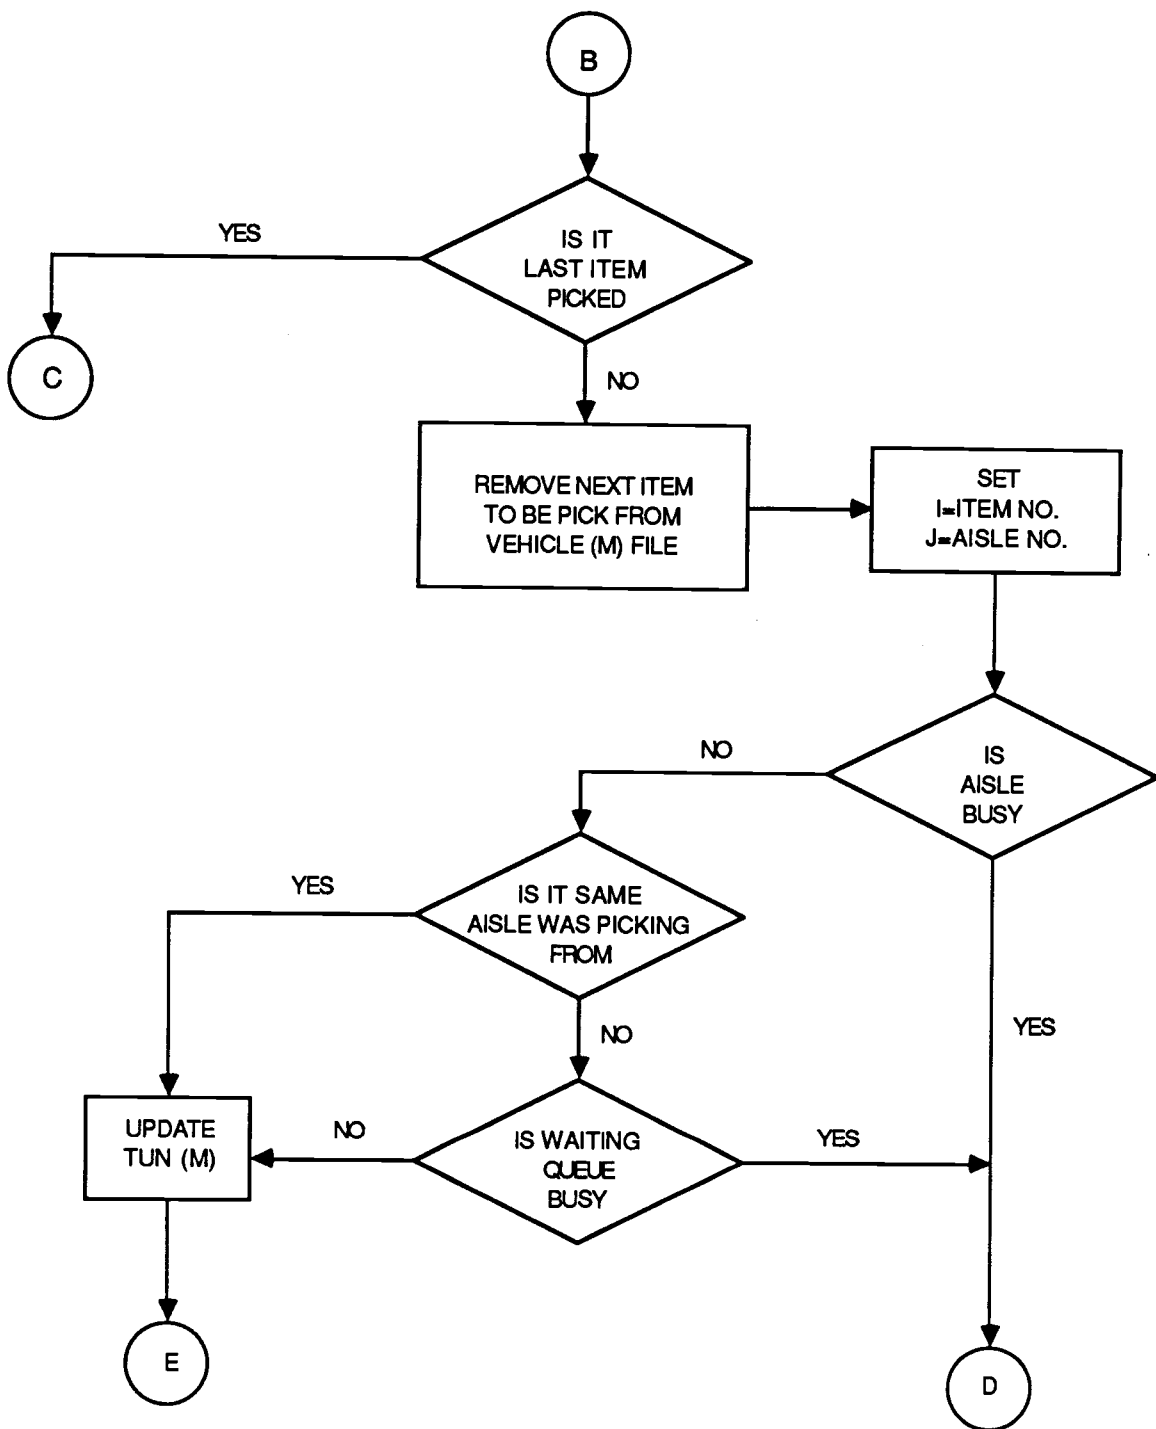 B
IS IT
LAST ITEM
PICKED
YES
C
NO
REMOVE NEXT ITEM
TO BE PICK FROM
VEHICLE (M) FILE
SET
I=ITEM NO.
J=AISLE NO.
IS
AISLE
BUSY
NO
IS IT SAME
AISLE WAS PICKING
FROM
YES
NO
YES
UPDATE
TUN (M)
NO
IS WAITING
QUEUE
BUSY
YES
E
D